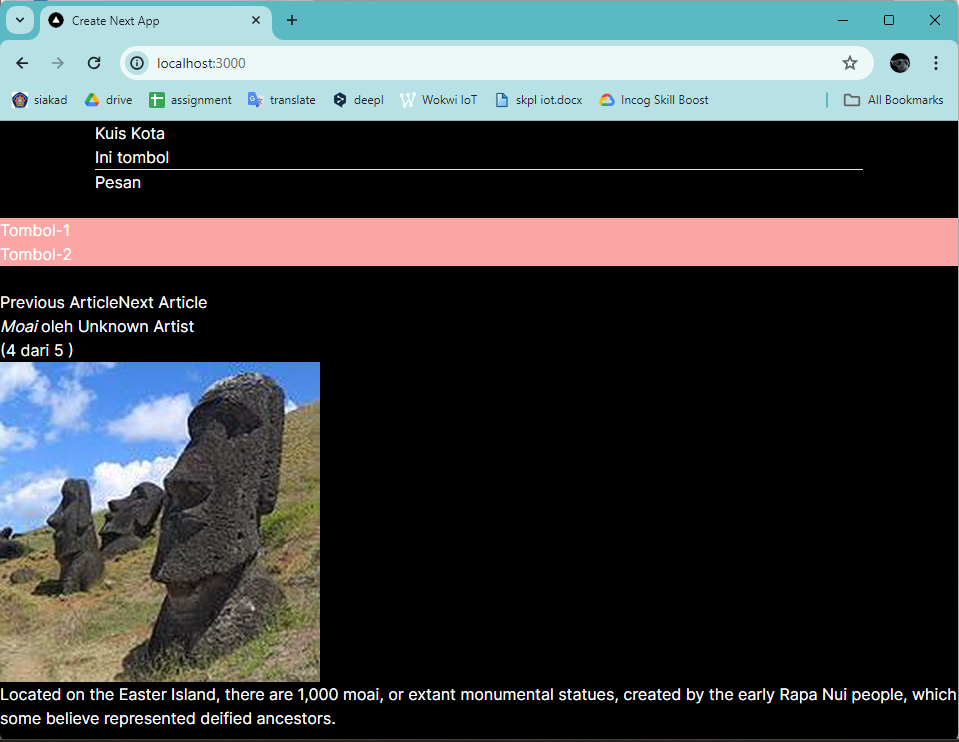 Create Next App
localhost:3000
siakad drive assignment translate deepl Wokwi IoT skpl iot.docx Incog Skill Boost All Bookmarks
Kuis Kota
Ini tombol
Pesan
Tombol-1
Tombol-2
Previous ArticleNext Article
Moai oleh Unknown Artist
(4 dari 5 )
Located on the Easter Island, there are 1,000 moai, or extant monumental statues, created by the early Rapa Nui people, which
some believe represented deified ancestors.